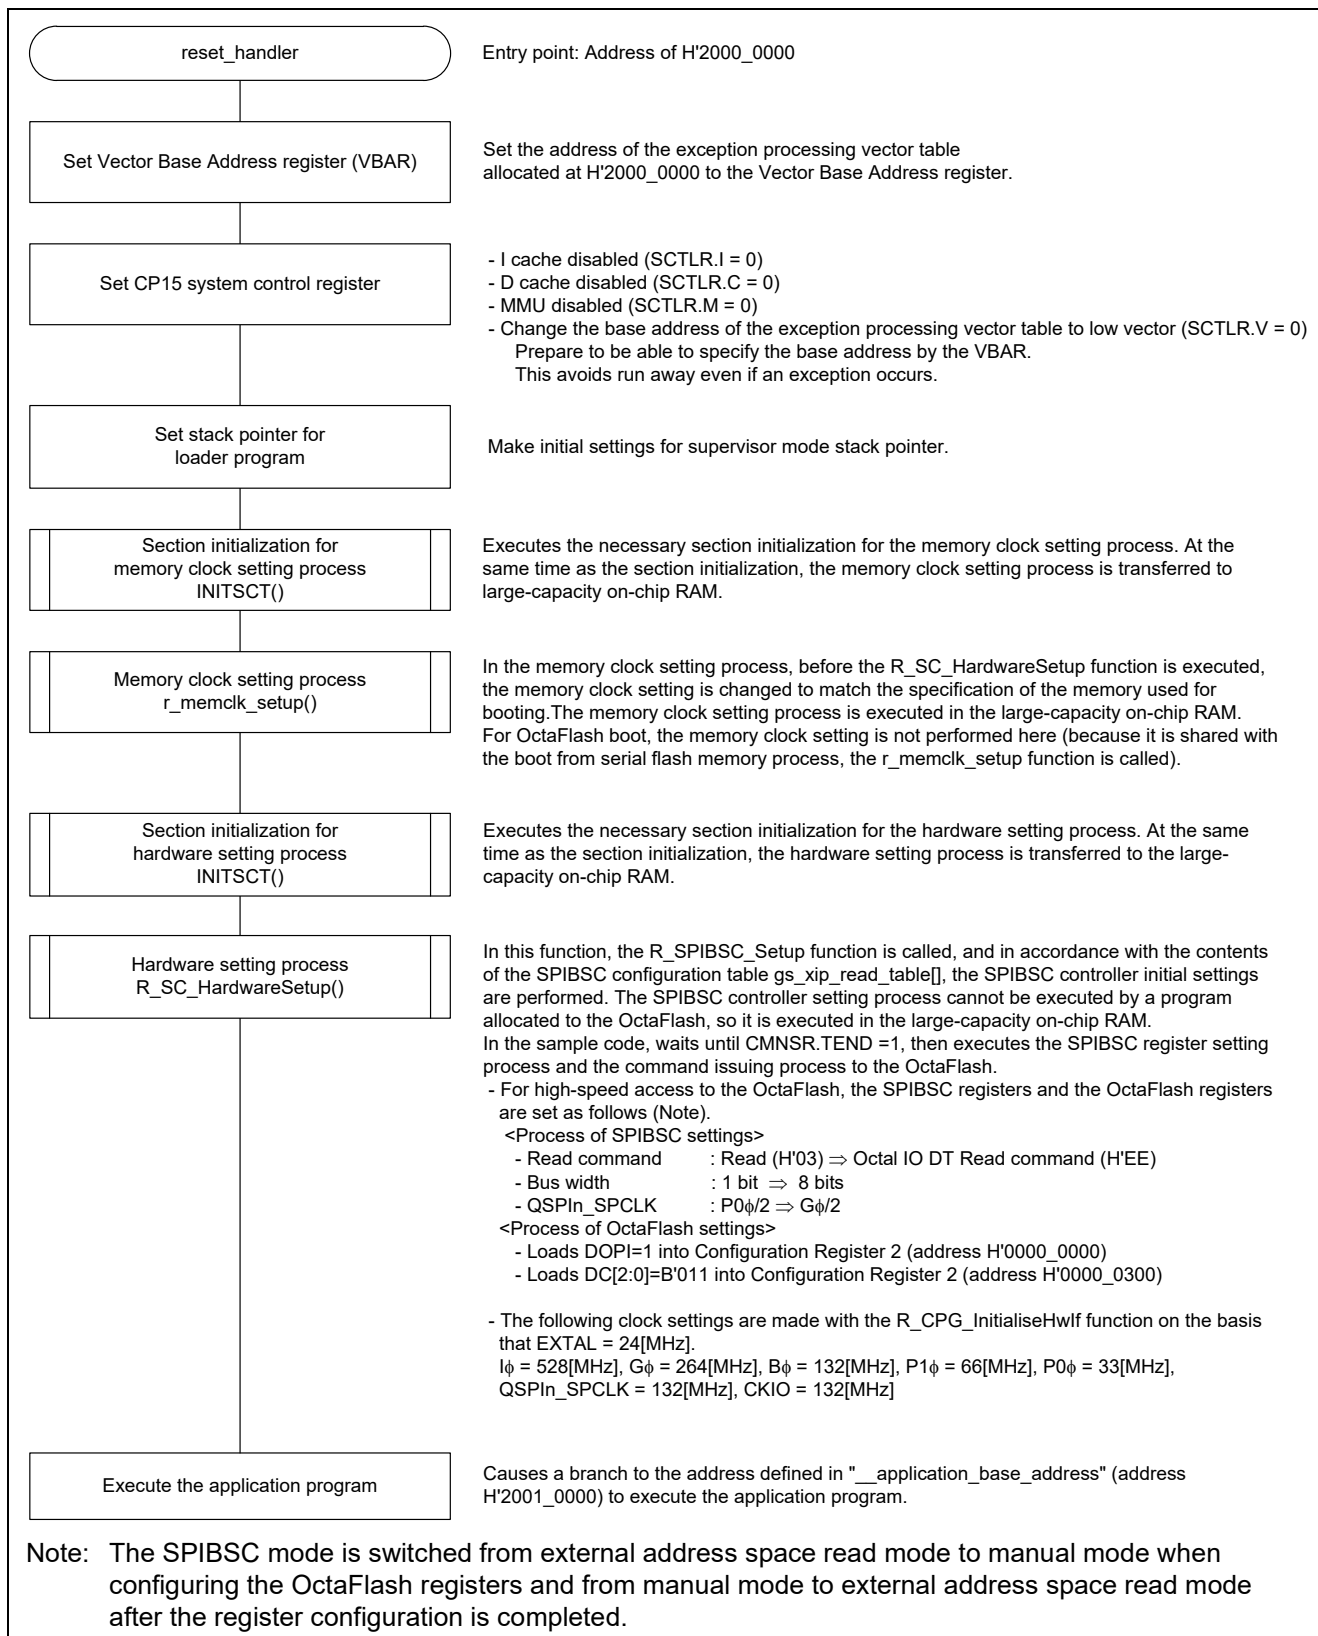 reset_handler
Entry point: Address of H'2000_0000
Set Vector Base Address register (VBAR)
Set the address of the exception processing vector table
allocated at H'2000_0000 to the Vector Base Address register.
Set CP15 system control register
- I cache disabled (SCTLR.I = 0)
- D cache disabled (SCTLR.C = 0)
- MMU disabled (SCTLR.M = 0)
- Change the base address of the exception processing vector table to low vector (SCTLR.V = 0)
Prepare to be able to specify the base address by the VBAR.
This avoids run away even if an exception occurs.
Set stack pointer for
loader program
Make initial settings for supervisor mode stack pointer.
Section initialization for
memory clock setting process
INITSCT()
Executes the necessary section initialization for the memory clock setting process. At the
same time as the section initialization, the memory clock setting process is transferred to
large-capacity on-chip RAM.
Memory clock setting process
r_memclk_setup()
In the memory clock setting process, before the R_SC_HardwareSetup function is executed,
the memory clock setting is changed to match the specification of the memory used for
booting.The memory clock setting process is executed in the large-capacity on-chip RAM.
For OctaFlash boot, the memory clock setting is not performed here (because it is shared with
the boot from serial flash memory process, the r_memclk_setup function is called).
Section initialization for
hardware setting process
INITSCT()
Executes the necessary section initialization for the hardware setting process. At the same
time as the section initialization, the hardware setting process is transferred to the large-
capacity on-chip RAM.
Hardware setting process
R_SC_HardwareSetup()
In this function, the R_SPIBSC_Setup function is called, and in accordance with the contents
of the SPIBSC configuration table gs_xip_read_table[], the SPIBSC controller initial settings
are performed. The SPIBSC controller setting process cannot be executed by a program
allocated to the OctaFlash, so it is executed in the large-capacity on-chip RAM.
In the sample code, waits until CMNSR.TEND =1, then executes the SPIBSC register setting
process and the command issuing process to the OctaFlash.
- For high-speed access to the OctaFlash, the SPIBSC registers and the OctaFlash registers
are set as follows (Note).
<Process of SPIBSC settings>
- Read command : Read (H'03) ⇒ Octal IO DT Read command (H'EE)
- Bus width : 1 bit ⇒ 8 bits
- QSPIn_SPCLK : P0ϕ/2 ⇒ Gϕ/2
<Process of OctaFlash settings>
- Loads DOPI=1 into Configuration Register 2 (address H'0000_0000)
- Loads DC[2:0]=B'011 into Configuration Register 2 (address H'0000_0300)
- The following clock settings are made with the R_CPG_InitialiseHwIf function on the basis
that EXTAL = 24[MHz].
Iϕ = 528[MHz], Gϕ = 264[MHz], Bϕ = 132[MHz], P1ϕ = 66[MHz], P0ϕ = 33[MHz],
QSPIn_SPCLK = 132[MHz], CKIO = 132[MHz]
Execute the application program
Causes a branch to the address defined in "__application_base_address" (address
H'2001_0000) to execute the application program.
Note: The SPIBSC mode is switched from external address space read mode to manual mode when
configuring the OctaFlash registers and from manual mode to external address space read mode
after the register configuration is completed.